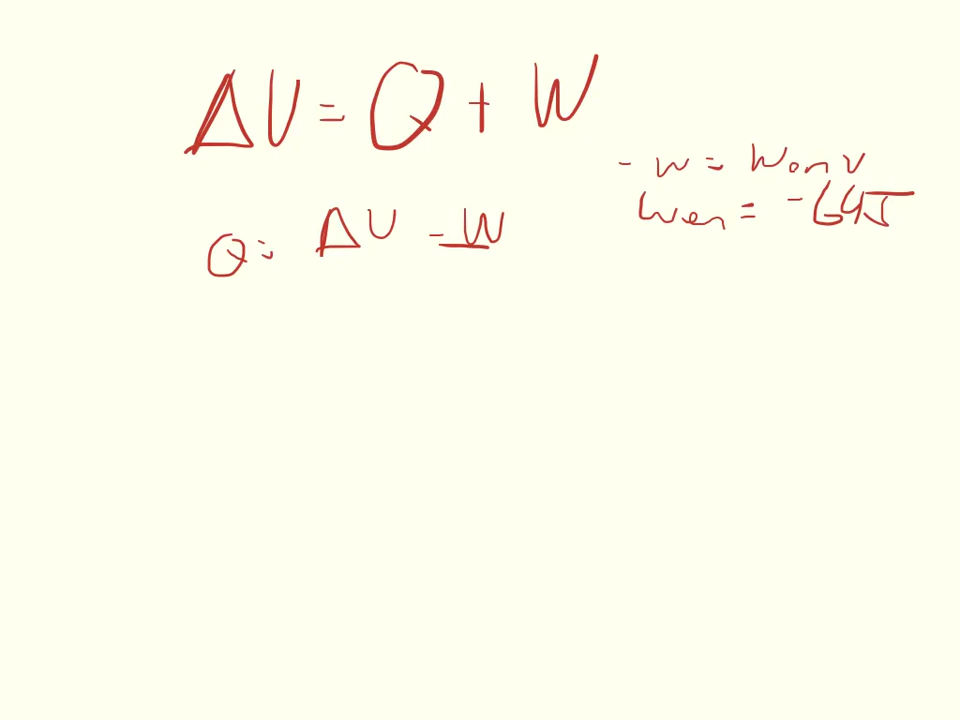 ΔU = Q + W
- w = Won
Won = -64J
Q = ΔU - W